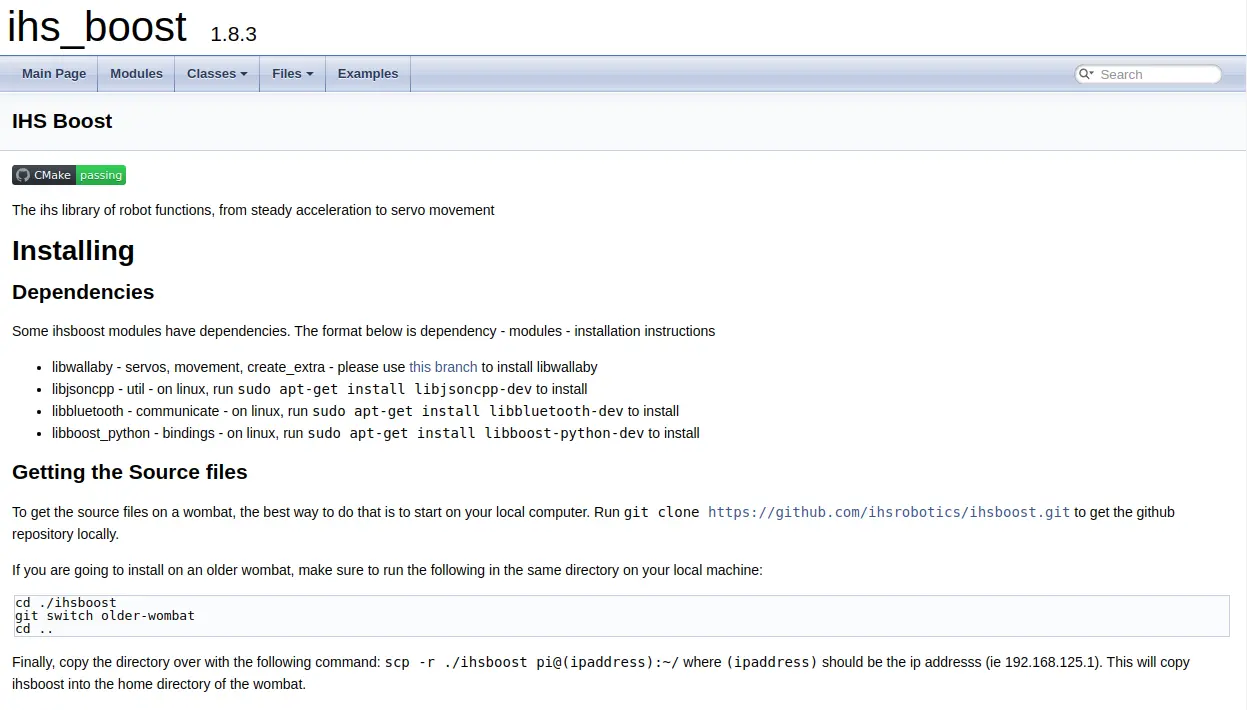 ihs_boost 1.8.3
Main Page Modules Classes Files Examples Search
IHS Boost
CMake passing
The ihs library of robot functions, from steady acceleration to servo movement
Installing
Dependencies
Some ihsboost modules have dependencies. The format below is dependency - modules - installation instructions
• libwallaby - servos, movement, create_extra - please use this branch to install libwallaby
• libjsoncpp - util - on linux, run sudo apt-get install libjsoncpp-dev to install
• libbluetooth - communicate - on linux, run sudo apt-get install libbluetooth-dev to install
• libboost_python - bindings - on linux, run sudo apt-get install libboost-python-dev to install
Getting the Source files
To get the source files on a wombat, the best way to do that is to start on your local computer. Run git clone https://github.com/ihsrobotics/ihsboost.git to get the github
repository locally.
If you are going to install on an older wombat, make sure to run the following in the same directory on your local machine:
cd ./ihsboost
git switch older-wombat
cd ..
Finally, copy the directory over with the following command: scp -r ./ihsboost pi@(ipaddress):~/ where (ipaddress) should be the ip addresss (ie 192.168.125.1). This will copy
ihsboost into the home directory of the wombat.